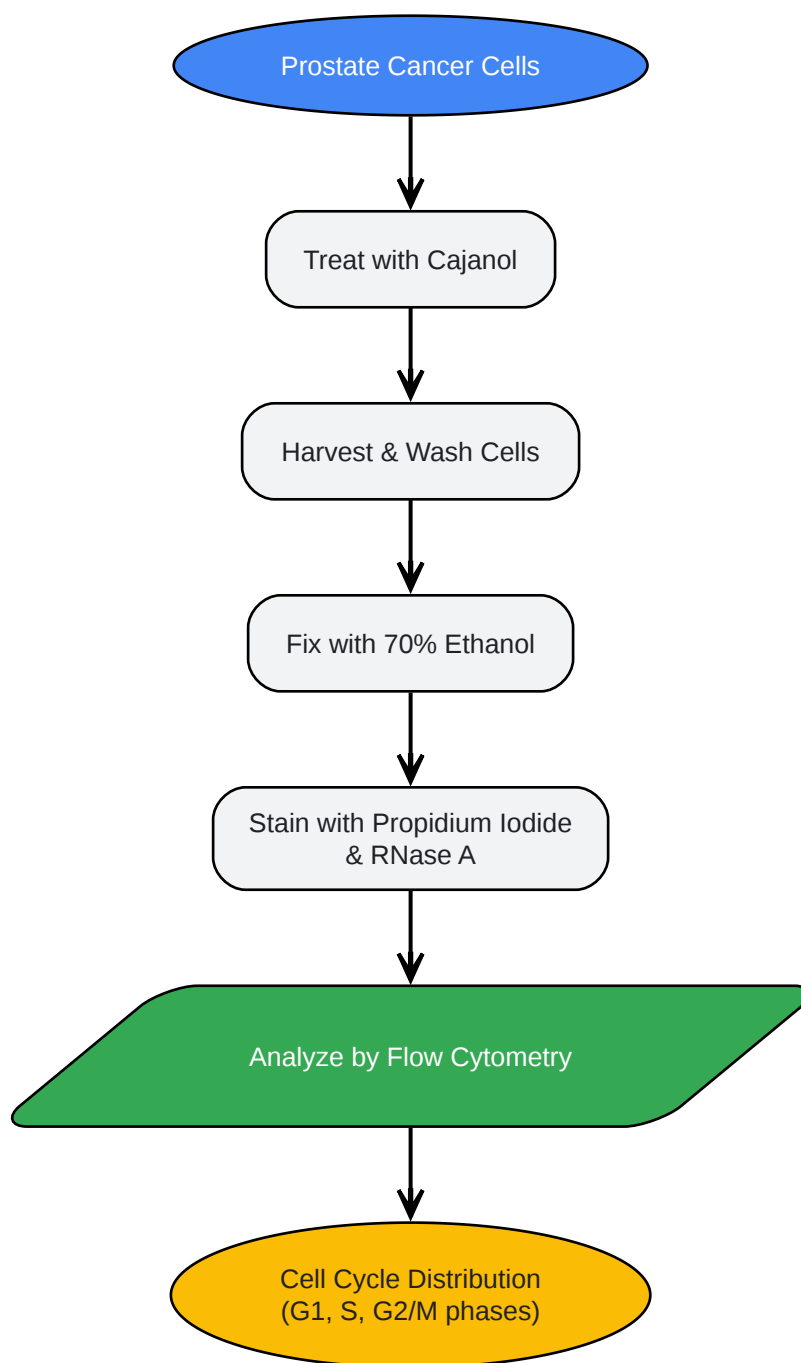 Prostate Cancer Cells
Treat with Cajanol
Harvest & Wash Cells
Fix with 70% Ethanol
Stain with Propidium Iodide
& RNase A
Analyze by Flow Cytometry
Cell Cycle Distribution
(G1, S, G2/M phases)